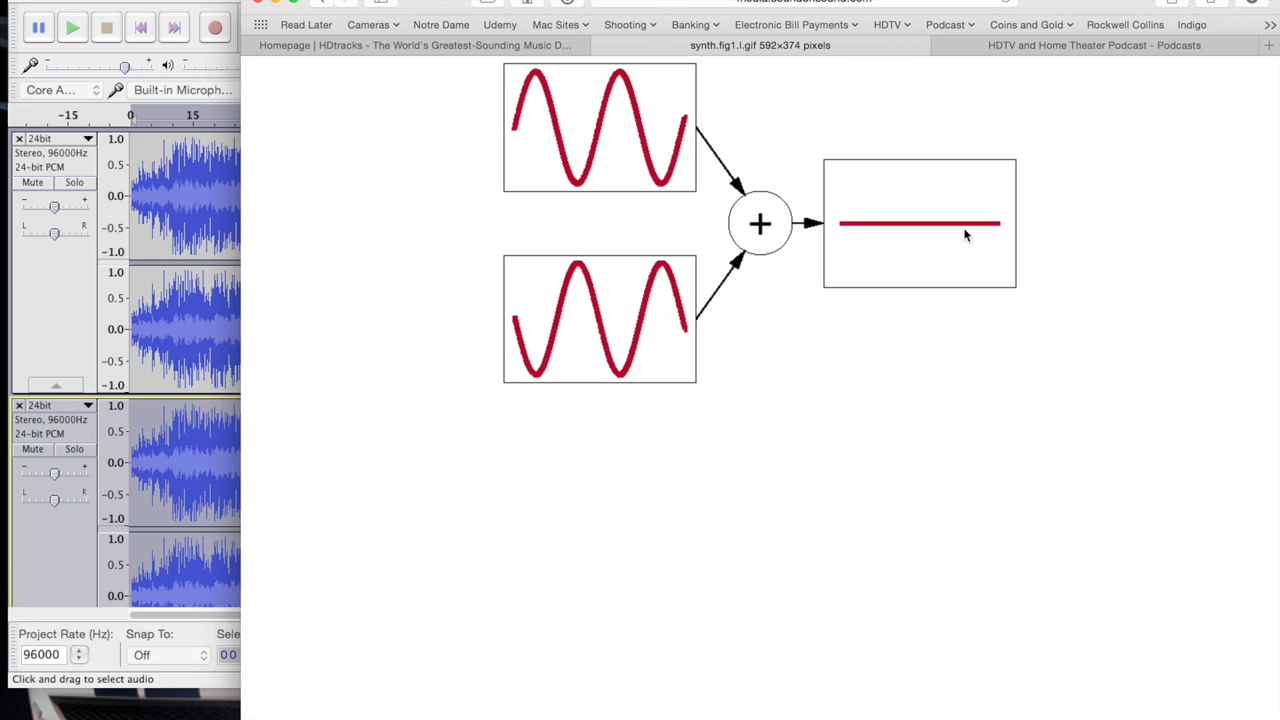 Read Later Cameras Notre Dame Udemy Mac Sites Shooting Banking Electronic Bill Payments HDTV Podcast Coins and Gold Rockwell Collins Indigo
Homepage | HDtracks - The World's Greatest-Sounding Music D...
synth.fig1.l.gif 592×374 pixels
HDTV and Home Theater Podcast - Podcasts
- +
Core A... Built-in Microph...
-15 0 15
24bit
Stereo, 96000Hz
24-bit PCM
Mute Solo
- +
L R
1.0
0.5
0.0
-0.5
-1.0
1.0
0.5
0.0
-0.5
-1.0
24bit
Stereo, 96000Hz
24-bit PCM
Mute Solo
- +
L R
1.0
0.5
0.0
-0.5
-1.0
1.0
0.5
0.0
+
Project Rate (Hz): Snap To: Sele
96000 Off 00
Click and drag to select audio